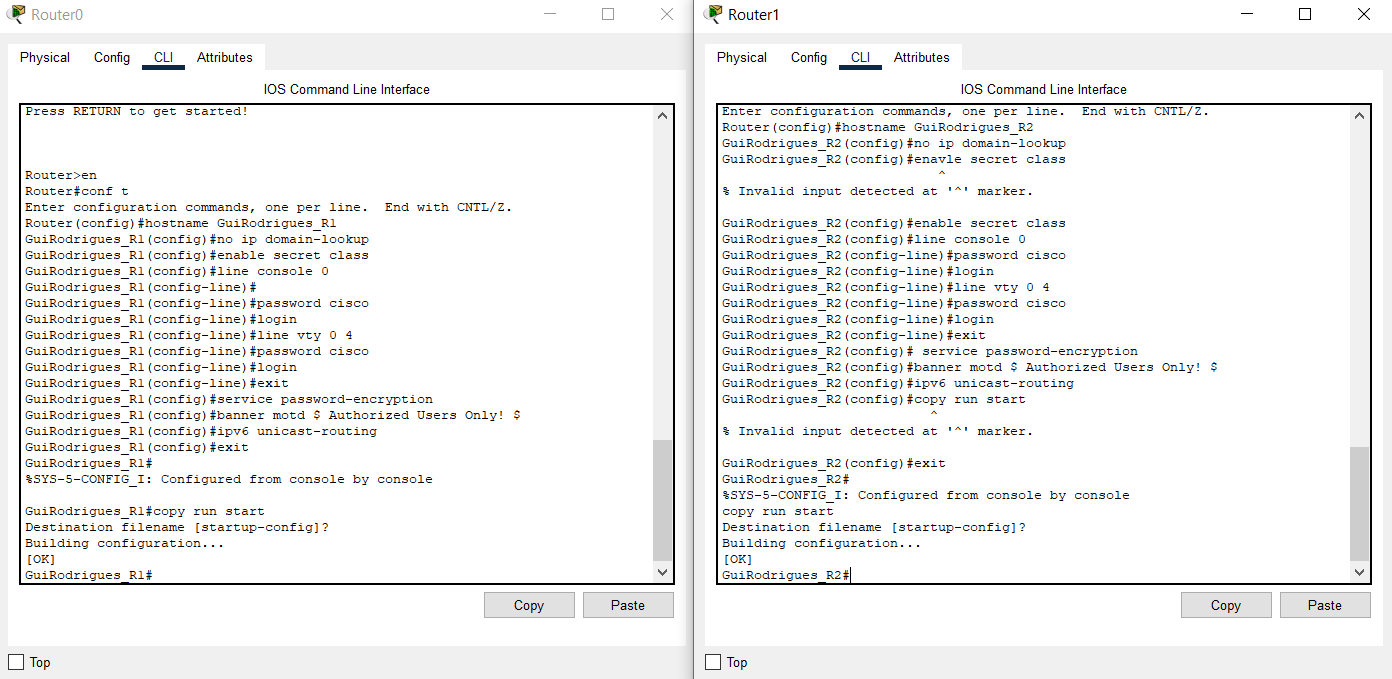 Router0
Physical Config CLI Attributes
IOS Command Line Interface
Press RETURN to get started!
Router>en
Router#conf t
Enter configuration commands, one per line.  End with CNTL/Z.
Router(config)#hostname GuiRodrigues_R1
GuiRodrigues_R1(config)#no ip domain-lookup
GuiRodrigues_R1(config)#enable secret class
GuiRodrigues_R1(config)#line console 0
GuiRodrigues_R1(config-line)#
GuiRodrigues_R1(config-line)#password cisco
GuiRodrigues_R1(config-line)#login
GuiRodrigues_R1(config-line)#line vty 0 4
GuiRodrigues_R1(config-line)#password cisco
GuiRodrigues_R1(config-line)#login
GuiRodrigues_R1(config-line)#exit
GuiRodrigues_R1(config)#service password-encryption
GuiRodrigues_R1(config)#banner motd $ Authorized Users Only! $
GuiRodrigues_R1(config)#ipv6 unicast-routing
GuiRodrigues_R1(config)#exit
GuiRodrigues_R1#
%SYS-5-CONFIG_I: Configured from console by console
GuiRodrigues_R1#copy run start
Destination filename [startup-config]?
Building configuration...
[OK]
GuiRodrigues_R1#
Copy Paste
Top
Router1
Physical Config CLI Attributes
IOS Command Line Interface
Enter configuration commands, one per line.  End with CNTL/Z.
Router(config)#hostname GuiRodrigues_R2
GuiRodrigues_R2(config)#no ip domain-lookup
GuiRodrigues_R2(config)#enavle secret class
^
% Invalid input detected at '^' marker.
GuiRodrigues_R2(config)#enable secret class
GuiRodrigues_R2(config)#line console 0
GuiRodrigues_R2(config-line)#password cisco
GuiRodrigues_R2(config-line)#login
GuiRodrigues_R2(config-line)#line vty 0 4
GuiRodrigues_R2(config-line)#password cisco
GuiRodrigues_R2(config-line)#login
GuiRodrigues_R2(config-line)#exit
GuiRodrigues_R2(config)# service password-encryption
GuiRodrigues_R2(config)#banner motd $ Authorized Users Only! $
GuiRodrigues_R2(config)#ipv6 unicast-routing
GuiRodrigues_R2(config)#copy run start
^
% Invalid input detected at '^' marker.
GuiRodrigues_R2(config)#exit
GuiRodrigues_R2#
%SYS-5-CONFIG_I: Configured from console by console
copy run start
Destination filename [startup-config]?
Building configuration...
[OK]
GuiRodrigues_R2#
Copy Paste
Top